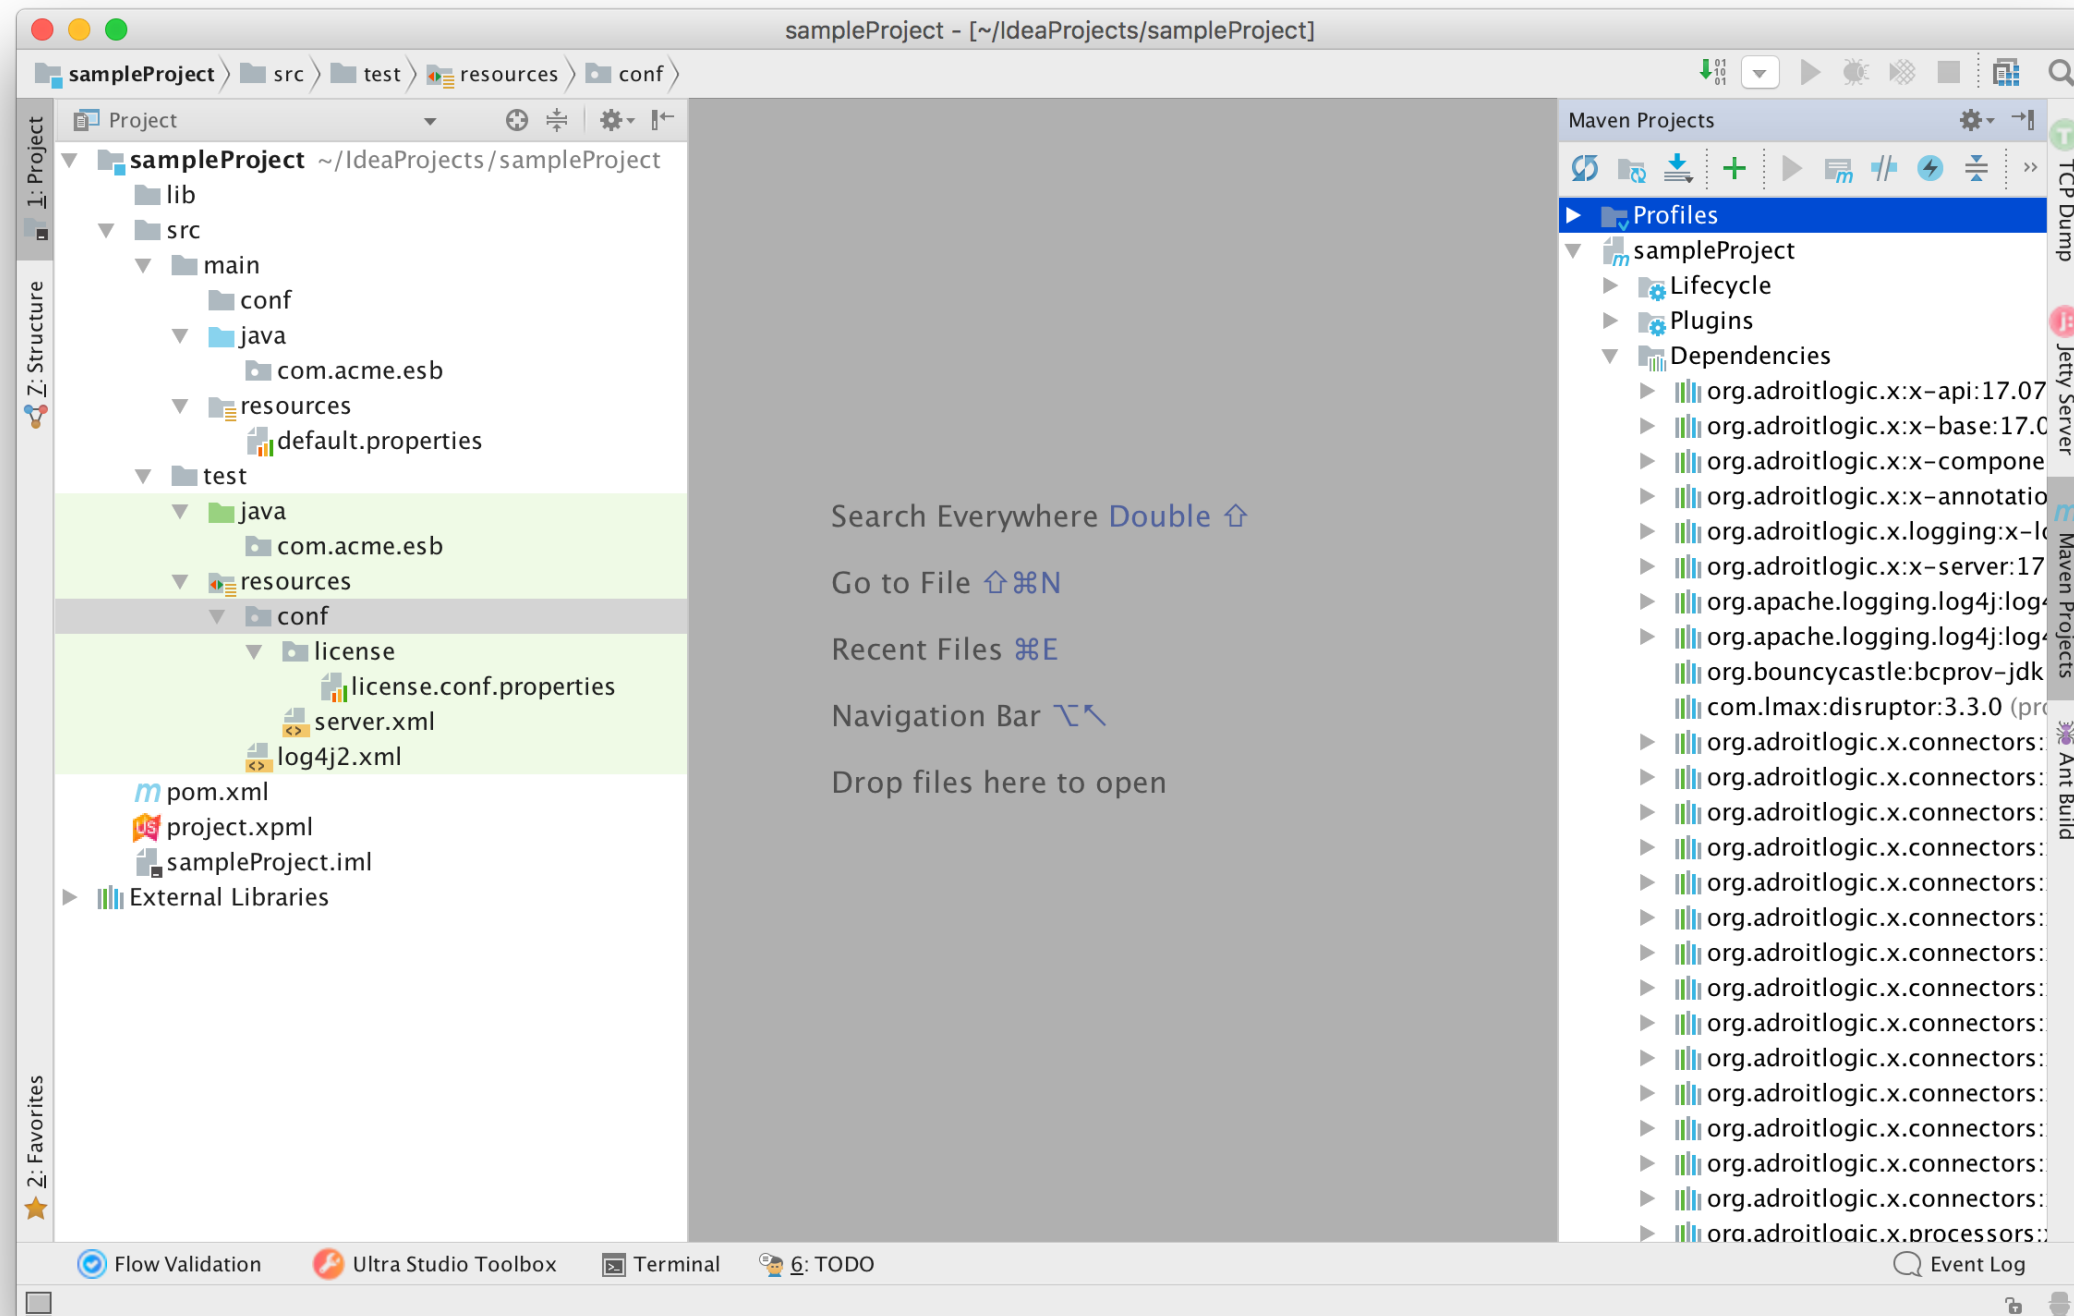 sampleProject - [~/IdeaProjects/sampleProject]
sampleProject src test resources conf
1: Project
7: Structure
2: Favorites
Project
sampleProject ~/IdeaProjects/sampleProject
lib
src
main
conf
java
com.acme.esb
resources
default.properties
test
java
com.acme.esb
resources
conf
license
license.conf.properties
server.xml
log4j2.xml
pom.xml
project.xpml
sampleProject.iml
External Libraries
Search Everywhere Double ⇧
Go to File ⇧⌘N
Recent Files ⌘E
Navigation Bar ⌥↖
Drop files here to open
Maven Projects
Profiles
sampleProject
Lifecycle
Plugins
Dependencies
org.adroitlogic.x:x-api:17.07
org.adroitlogic.x:x-base:17.0
org.adroitlogic.x:x-compone
org.adroitlogic.x:x-annotatio
org.adroitlogic.x.logging:x-lo
org.adroitlogic.x:x-server:17
org.apache.logging.log4j:log4
org.apache.logging.log4j:log4
org.bouncycastle:bcprov-jdk
com.lmax:disruptor:3.3.0 (pro
org.adroitlogic.x.connectors:
org.adroitlogic.x.connectors:
org.adroitlogic.x.connectors:
org.adroitlogic.x.connectors:
org.adroitlogic.x.connectors:
org.adroitlogic.x.connectors:
org.adroitlogic.x.connectors:
org.adroitlogic.x.connectors:
org.adroitlogic.x.connectors:
org.adroitlogic.x.connectors:
org.adroitlogic.x.connectors:
org.adroitlogic.x.connectors:
org.adroitlogic.x.connectors:
org.adroitlogic.x.connectors:
org.adroitlogic.x.processors:
TCP Dump
Jetty Server
Maven Projects
Ant Build
Flow Validation Ultra Studio Toolbox Terminal 6: TODO Event Log